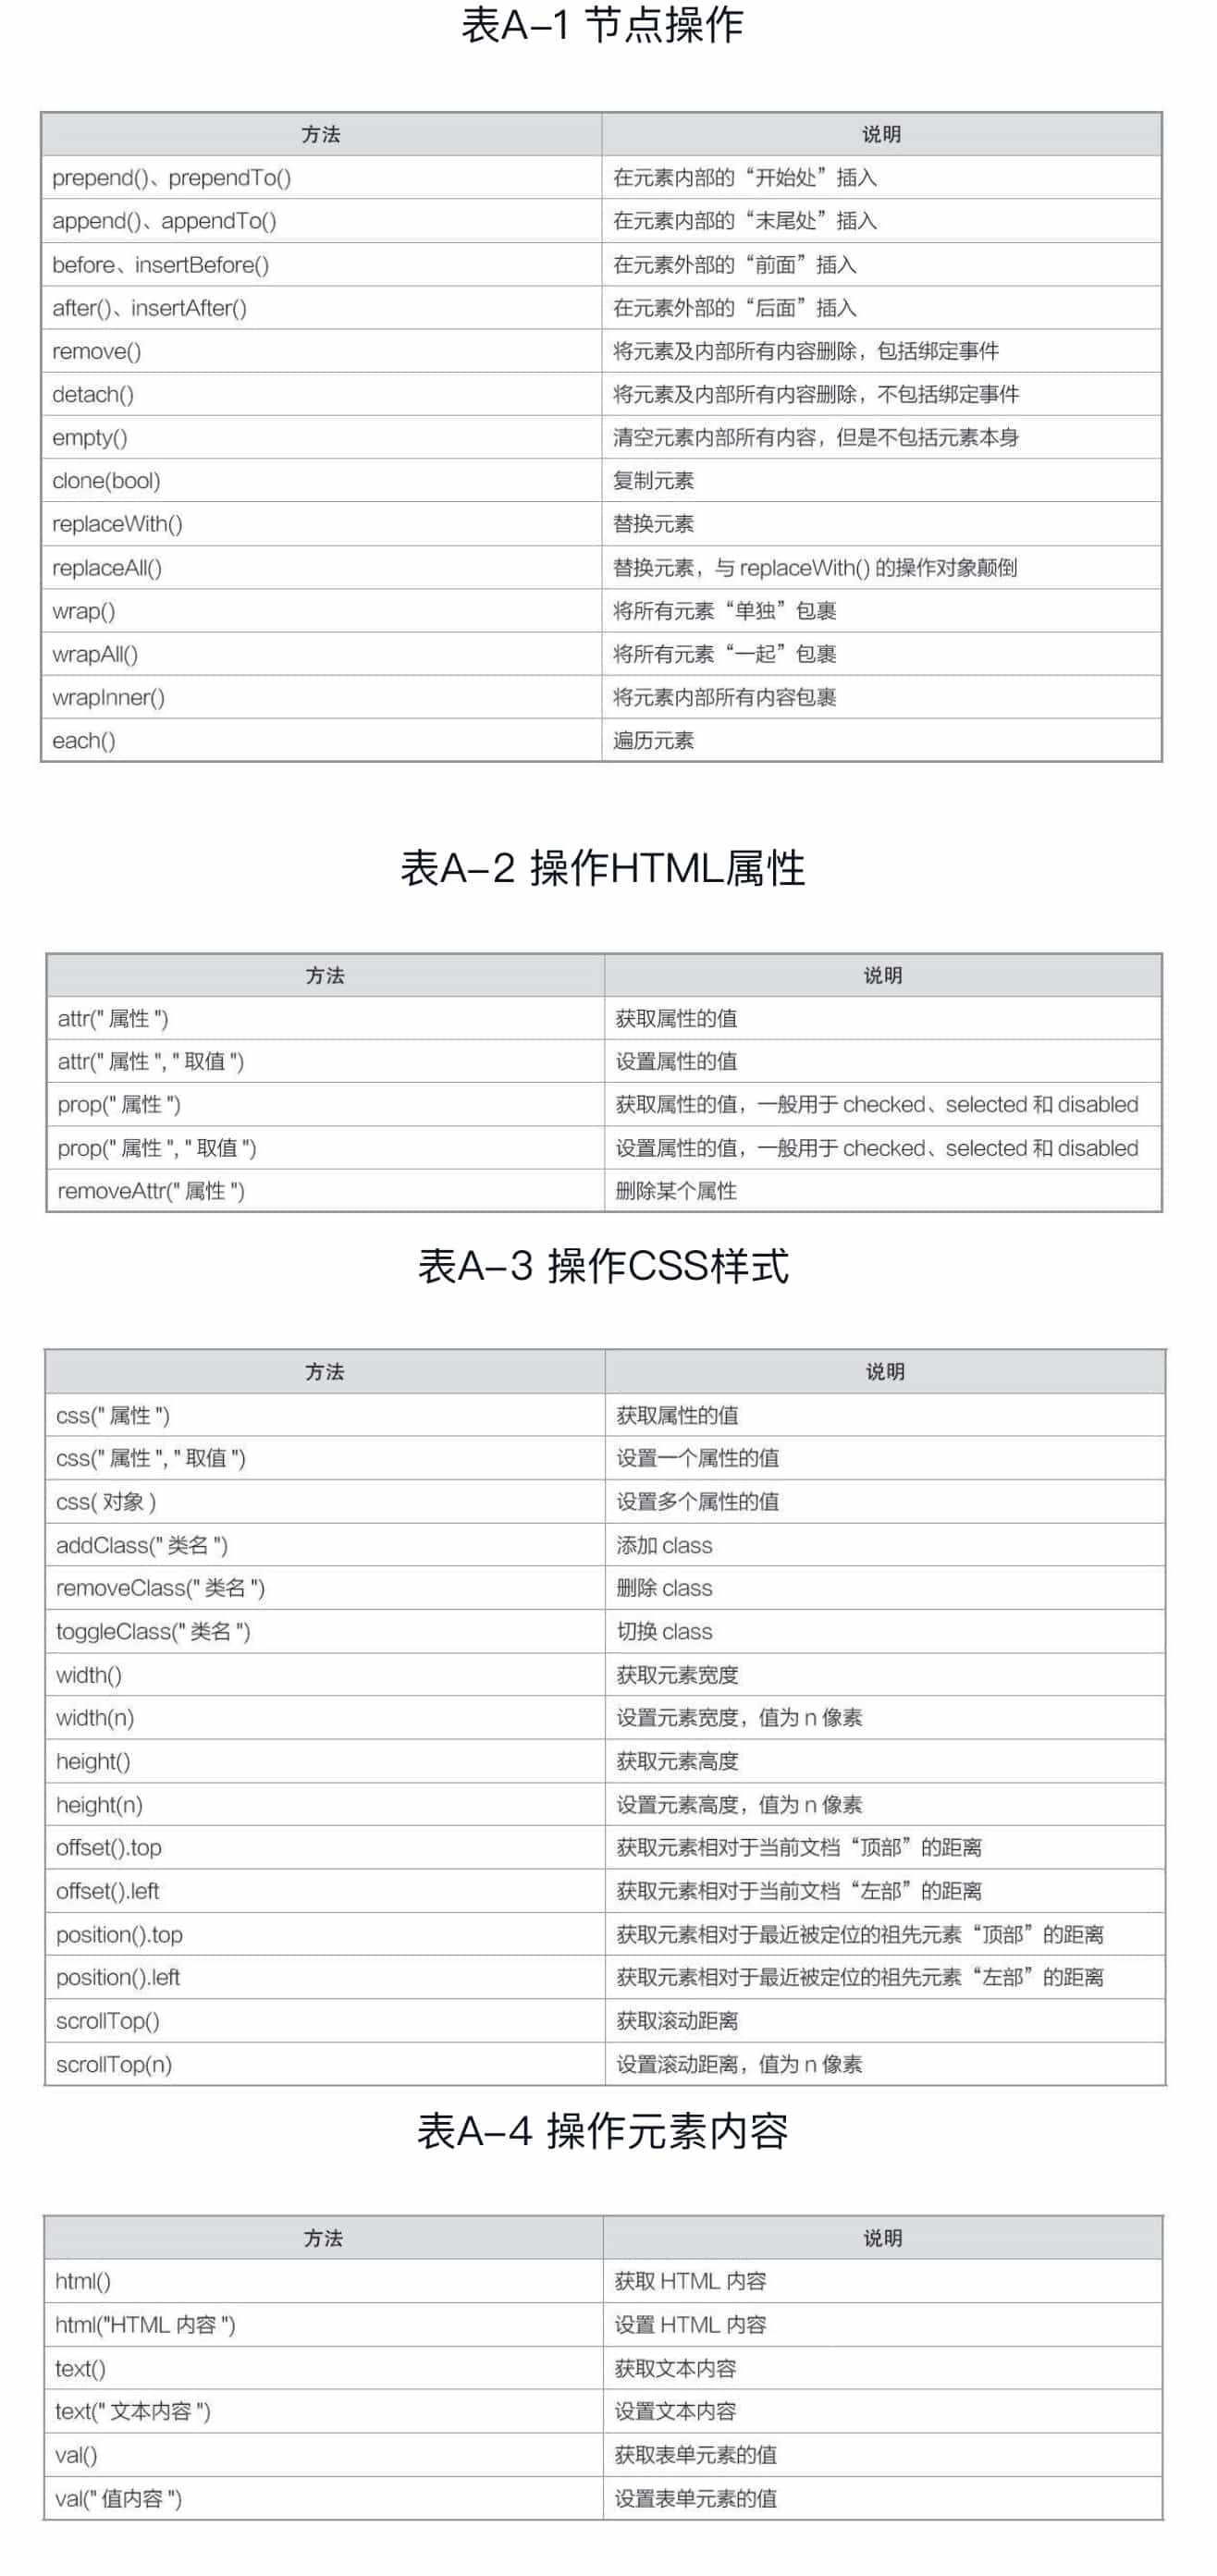 表A-1 节点操作
方法 说明
prepend()、prependTo() 在元素内部的“开始处”插入
append()、appendTo() 在元素内部的“末尾处”插入
before、insertBefore() 在元素外部的“前面”插入
after()、insertAfter() 在元素外部的“后面”插入
remove() 将元素及内部所有内容删除，包括绑定事件
detach() 将元素及内部所有内容删除，不包括绑定事件
empty() 清空元素内部所有内容，但是不包括元素本身
clone(bool) 复制元素
replaceWith() 替换元素
replaceAll() 替换元素，与 replaceWith() 的操作对象颠倒
wrap() 将所有元素“单独”包裹
wrapAll() 将所有元素“一起”包裹
wrapInner() 将元素内部所有内容包裹
each() 遍历元素
表A-2 操作HTML属性
方法 说明
attr(" 属性 ") 获取属性的值
attr(" 属性 ", " 取值 ") 设置属性的值
prop(" 属性 ") 获取属性的值，一般用于 checked、selected 和 disabled
prop(" 属性 ", " 取值 ") 设置属性的值，一般用于 checked、selected 和 disabled
removeAttr(" 属性 ") 删除某个属性
表A-3 操作CSS样式
方法 说明
css(" 属性 ") 获取属性的值
css(" 属性 ", " 取值 ") 设置一个属性的值
css( 对象 ) 设置多个属性的值
addClass(" 类名 ") 添加 class
removeClass(" 类名 ") 删除 class
toggleClass(" 类名 ") 切换 class
width() 获取元素宽度
width(n) 设置元素宽度，值为 n 像素
height() 获取元素高度
height(n) 设置元素高度，值为 n 像素
offset().top 获取元素相对于当前文档“顶部”的距离
offset().left 获取元素相对于当前文档“左部”的距离
position().top 获取元素相对于最近被定位的祖先元素“顶部”的距离
position().left 获取元素相对于最近被定位的祖先元素“左部”的距离
scrollTop() 获取滚动距离
scrollTop(n) 设置滚动距离，值为 n 像素
表A-4 操作元素内容
方法 说明
html() 获取 HTML 内容
html("HTML 内容 ") 设置 HTML 内容
text() 获取文本内容
text(" 文本内容 ") 设置文本内容
val() 获取表单元素的值
val(" 值内容 ") 设置表单元素的值